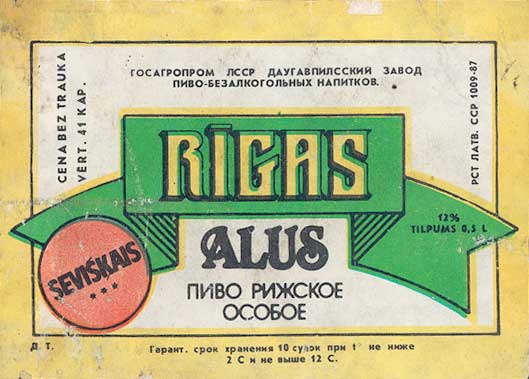 CENA BEZ TRAUKA
VERT. 41 KAP.
ГОСАГРОПРОМ ЛССР ДАУГАВПИЛССКИЙ ЗАВОД
ПИВО-БЕЗАЛКОГОЛЬНЫХ НАПИТКОВ.
РСТ ЛАТВ. ССР 1009-87
RĪGAS
12%
TILPUMS 0,5 L
ALUS
SEVIŠĶAIS
***
ПИВО РИЖСКОЕ
ОСОБОЕ
Д. Т.
Гарант. срок хранения 10 суток при t° не ниже
2 С и не выше 12 С.